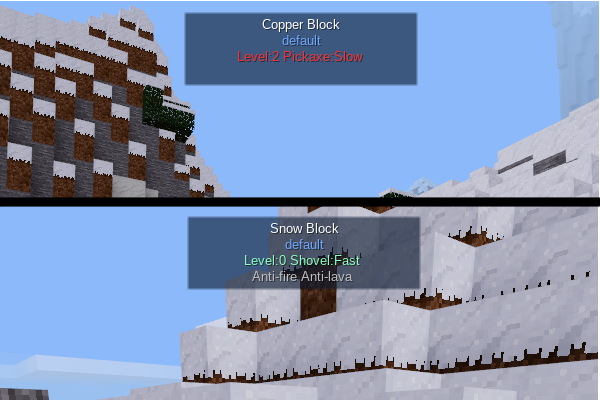 Copper Block
default
Level:2 Pickaxe:Slow
Snow Block
default
Level:0 Shovel:Fast
Anti-fire Anti-lava